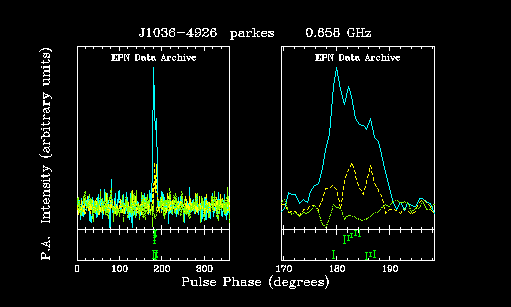 J1036-4926 parkes 0.658 GHz
EPN Data Archive
EPN Data Archive
P.A. Intensity (arbitrary units)
0 100 200 300
170 180 190
Pulse Phase (degrees)